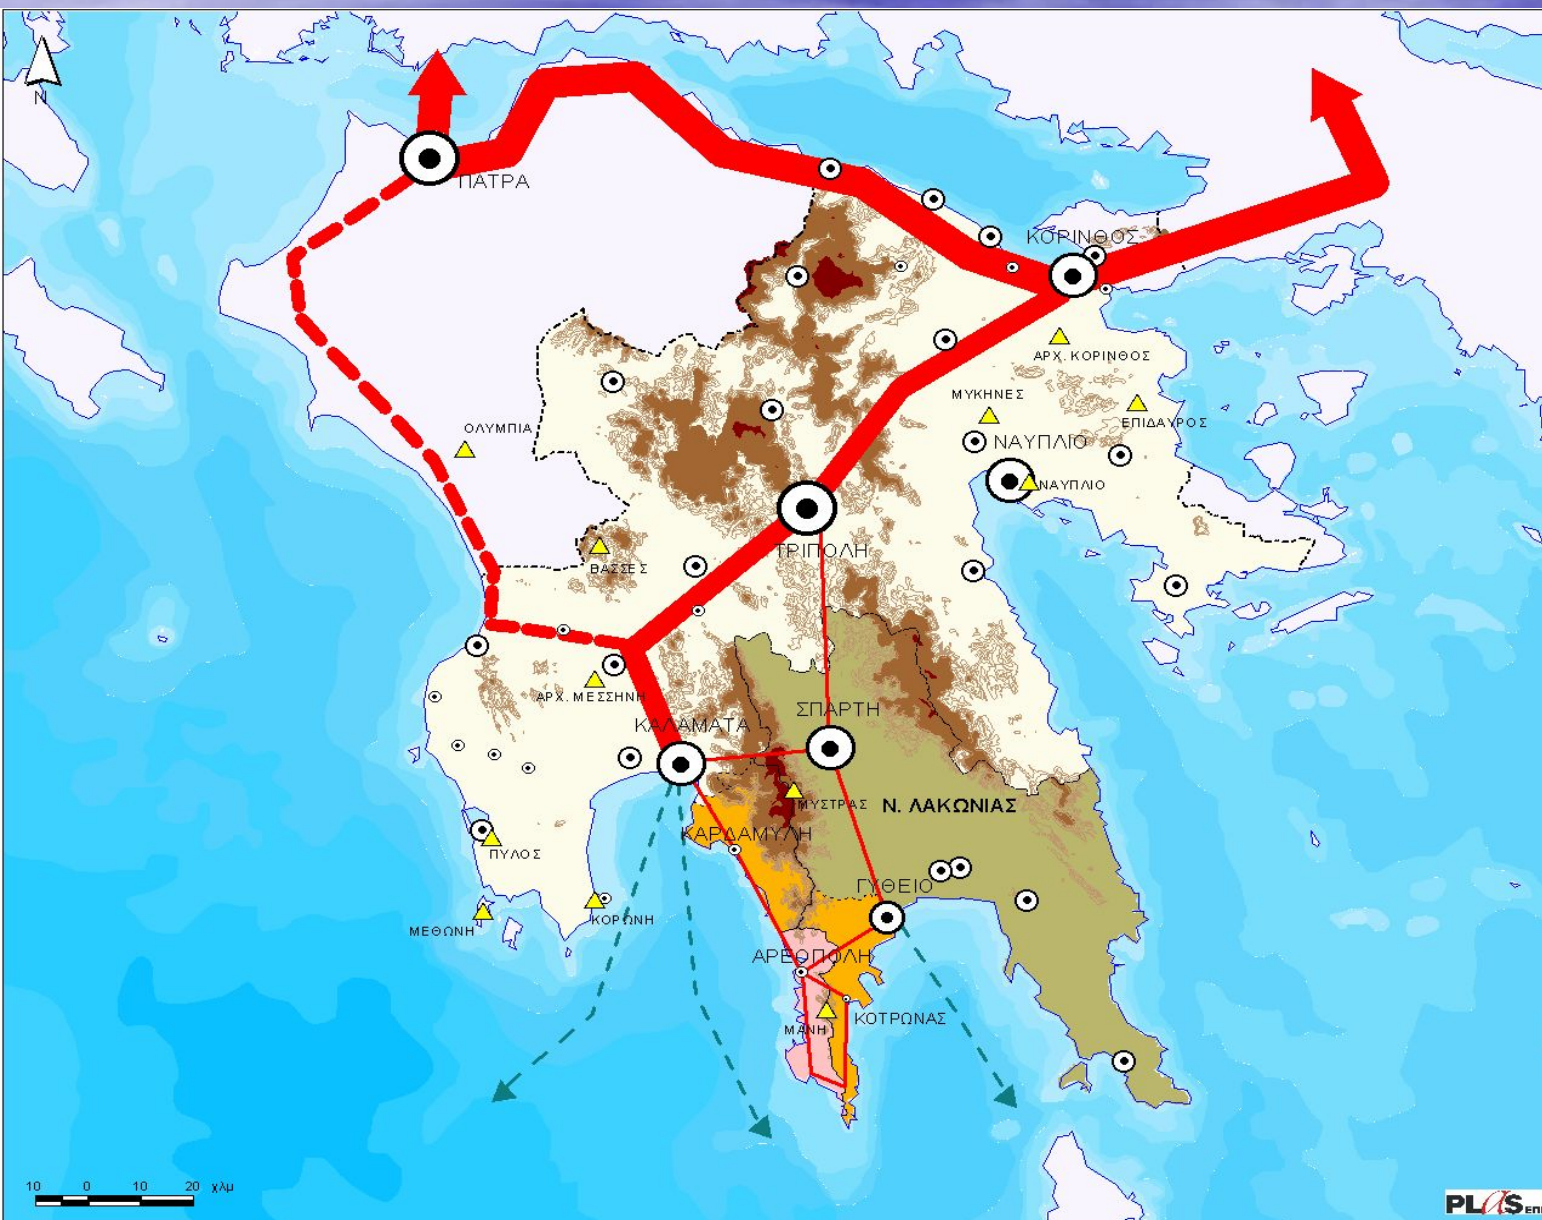 N
ΠΑΤΡΑ
ΚΟΡΙΝΘΟΣ
ΑΡΧ. ΚΟΡΙΝΘΟΣ
ΜΥΚΗΝΕΣ
ΕΠΙΔΑΥΡΟΣ
ΟΛΥΜΠΙΑ
ΝΑΥΠΛΙΟ
ΝΑΥΠΛΙΟ
ΤΡΙΠΟΛΗ
ΒΑΣΣΕΣ
ΑΡΧ. ΜΕΣΣΗΝΗ
ΚΑΛΑΜΑΤΑ
ΣΠΑΡΤΗ
ΜΥΣΤΡΑΣ
Ν. ΛΑΚΩΝΙΑΣ
ΚΑΡΔΑΜΥΛΗ
ΠΥΛΟΣ
ΓΥΘΕΙΟ
ΚΟΡΩΝΗ
ΜΕΘΩΝΗ
ΑΡΕΟΠΟΛΗ
ΚΟΤΡΩΝΑΣ
ΜΑΝΗ
10 0 10 20 χλμ
PLAS ΕΠΕ